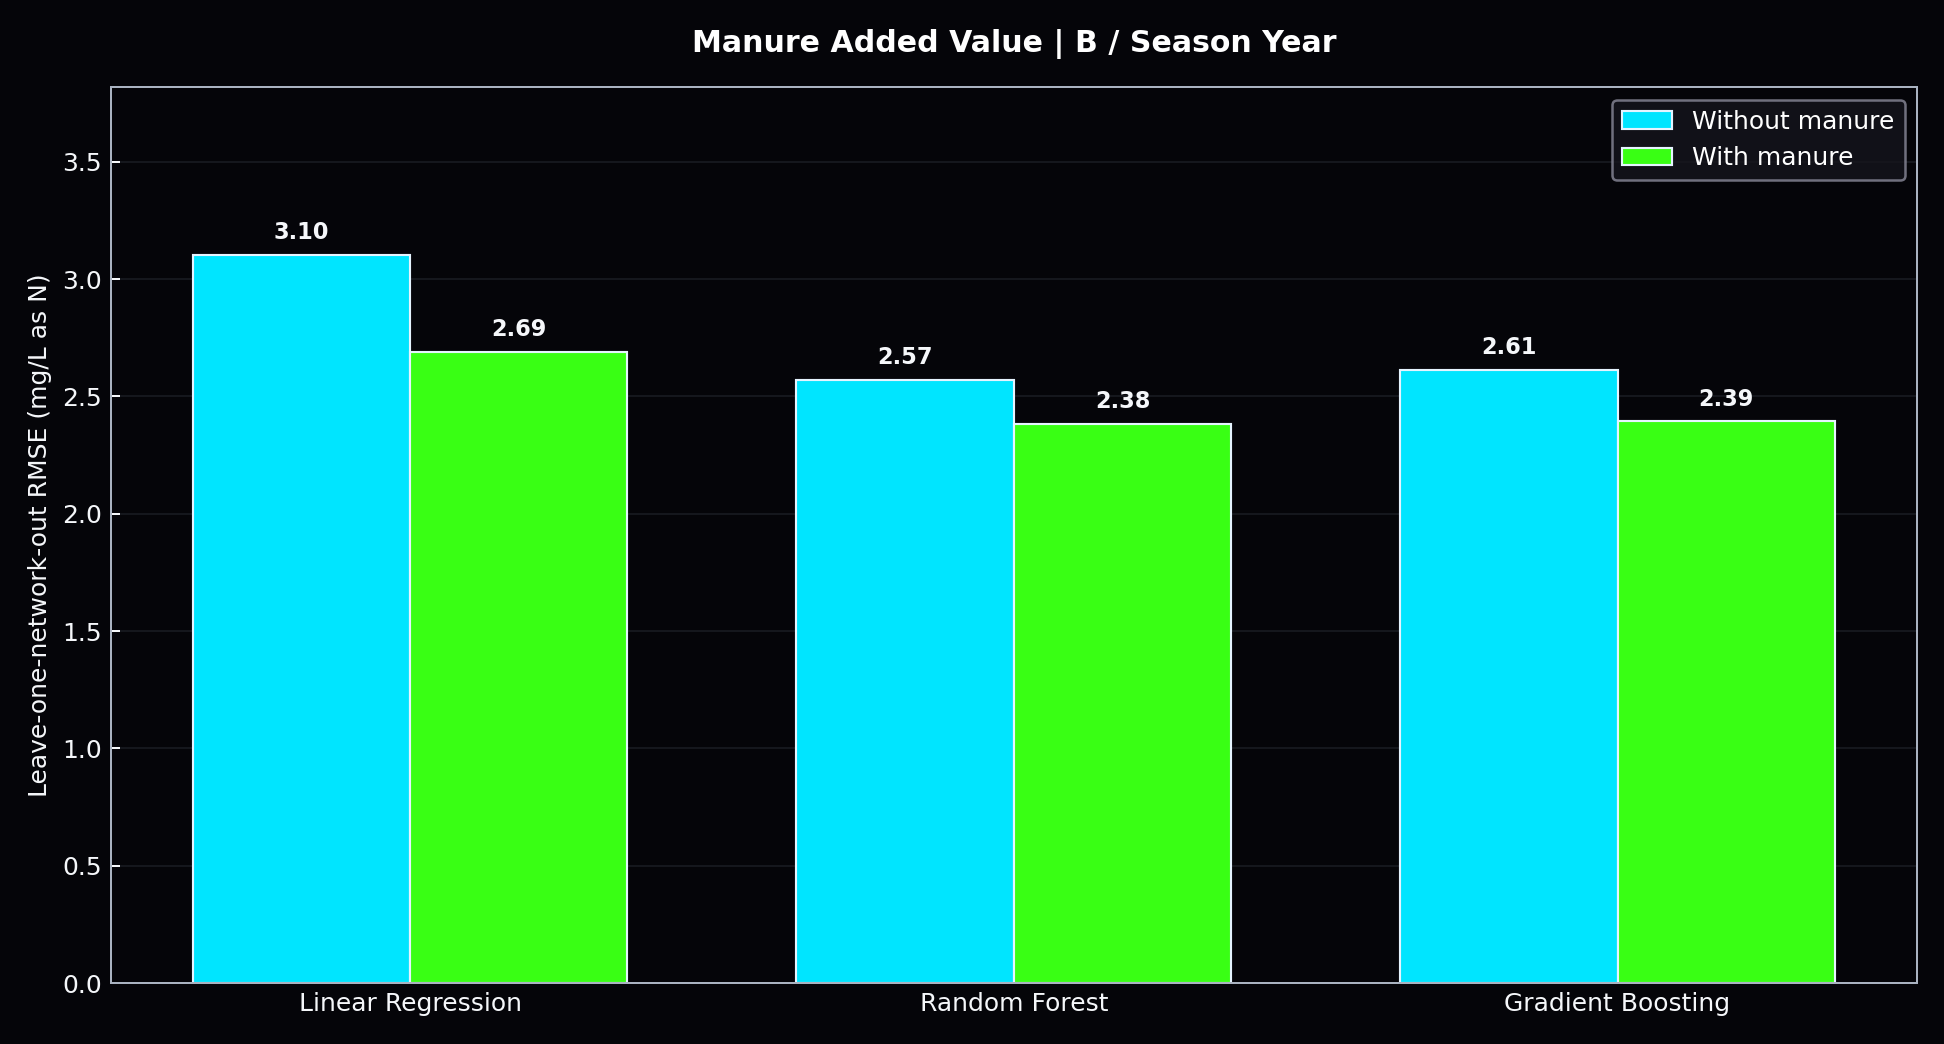 Manure Added Value | B / Season Year
Without manure
With manure
Leave-one-network-out RMSE (mg/L as N)
3.5
3.0
2.5
2.0
1.5
1.0
0.5
0.0
3.10
2.69
2.57
2.38
2.61
2.39
Linear Regression
Random Forest
Gradient Boosting